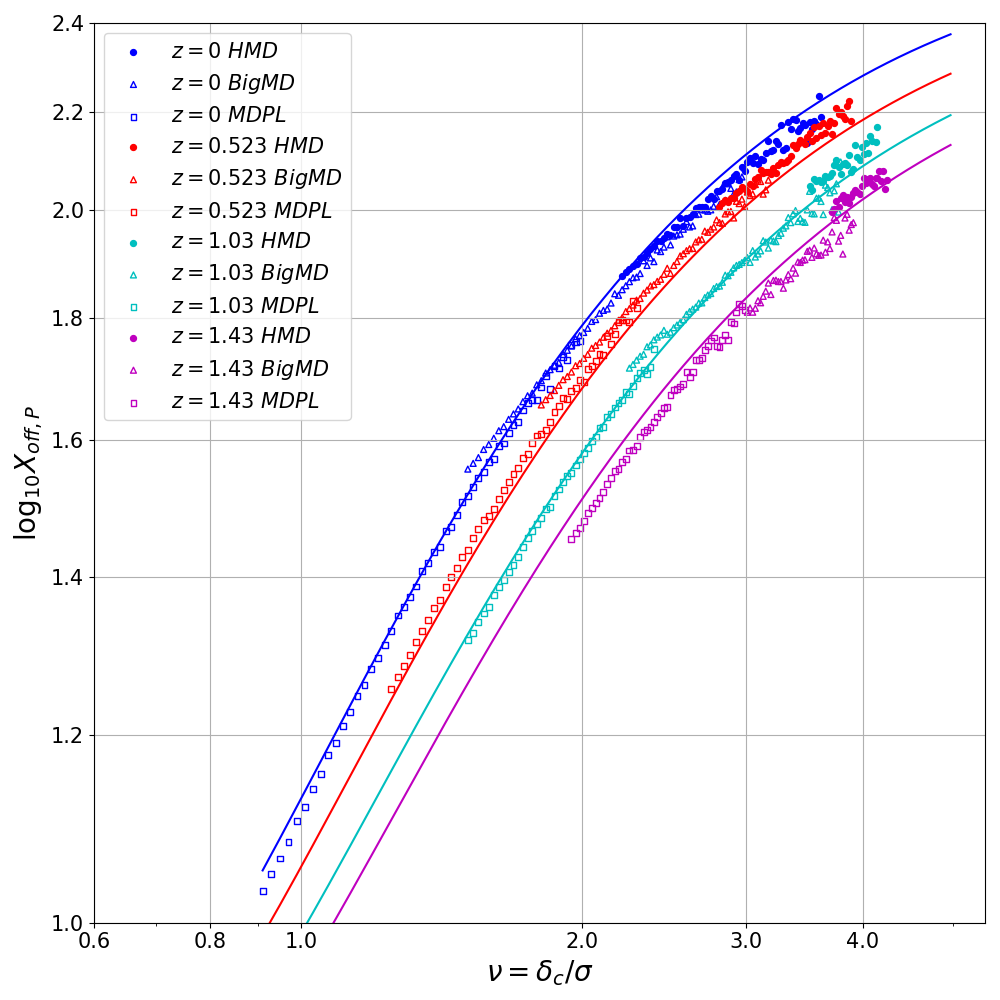 z = 0 HMD
z = 0 BigMD
z = 0 MDPL
z = 0.523 HMD
z = 0.523 BigMD
z = 0.523 MDPL
z = 1.03 HMD
z = 1.03 BigMD
z = 1.03 MDPL
z = 1.43 HMD
z = 1.43 BigMD
z = 1.43 MDPL
2.4
2.2
2.0
1.8
1.6
1.4
1.2
1.0
log₁₀X_{off, P}
0.6 0.8 1.0 2.0 3.0 4.0
ν = δ_c/σ